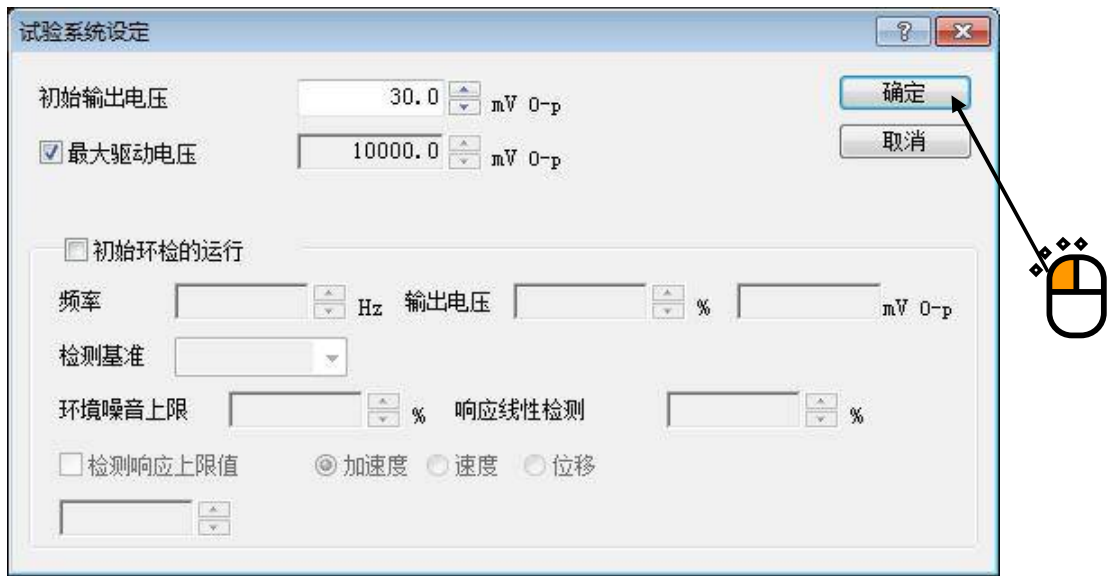 试验系统设定
初始输出电压 30.0 mV 0-p 确定
最大驱动电压 10000.0 mV 0-p 取消
初始环检的运行
频率 Hz 输出电压 % mV 0-p
检测基准
环境噪音上限 % 响应线性检测 %
检测响应上限值 加速度 速度 位移